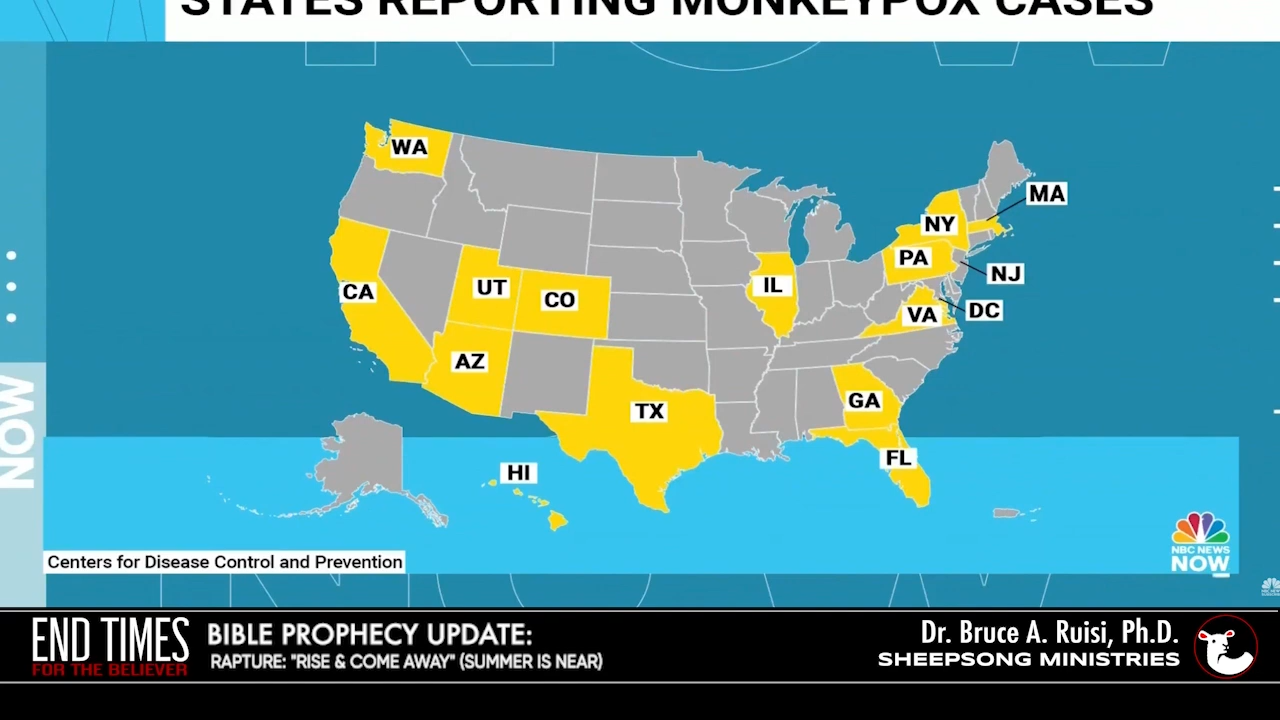 STATES REPORTING MONKEYPOX CASES
WA
MA
NY
PA
NJ
CA
UT
CO
IL
VA
DC
AZ
GA
TX
FL
HI
NOW
Centers for Disease Control and Prevention
NBC NEWS
NOW
END TIMES
FOR THE BELIEVER
BIBLE PROPHECY UPDATE:
RAPTURE: "RISE & COME AWAY" (SUMMER IS NEAR)
Dr. Bruce A. Ruisi, Ph.D.
SHEEPSONG MINISTRIES